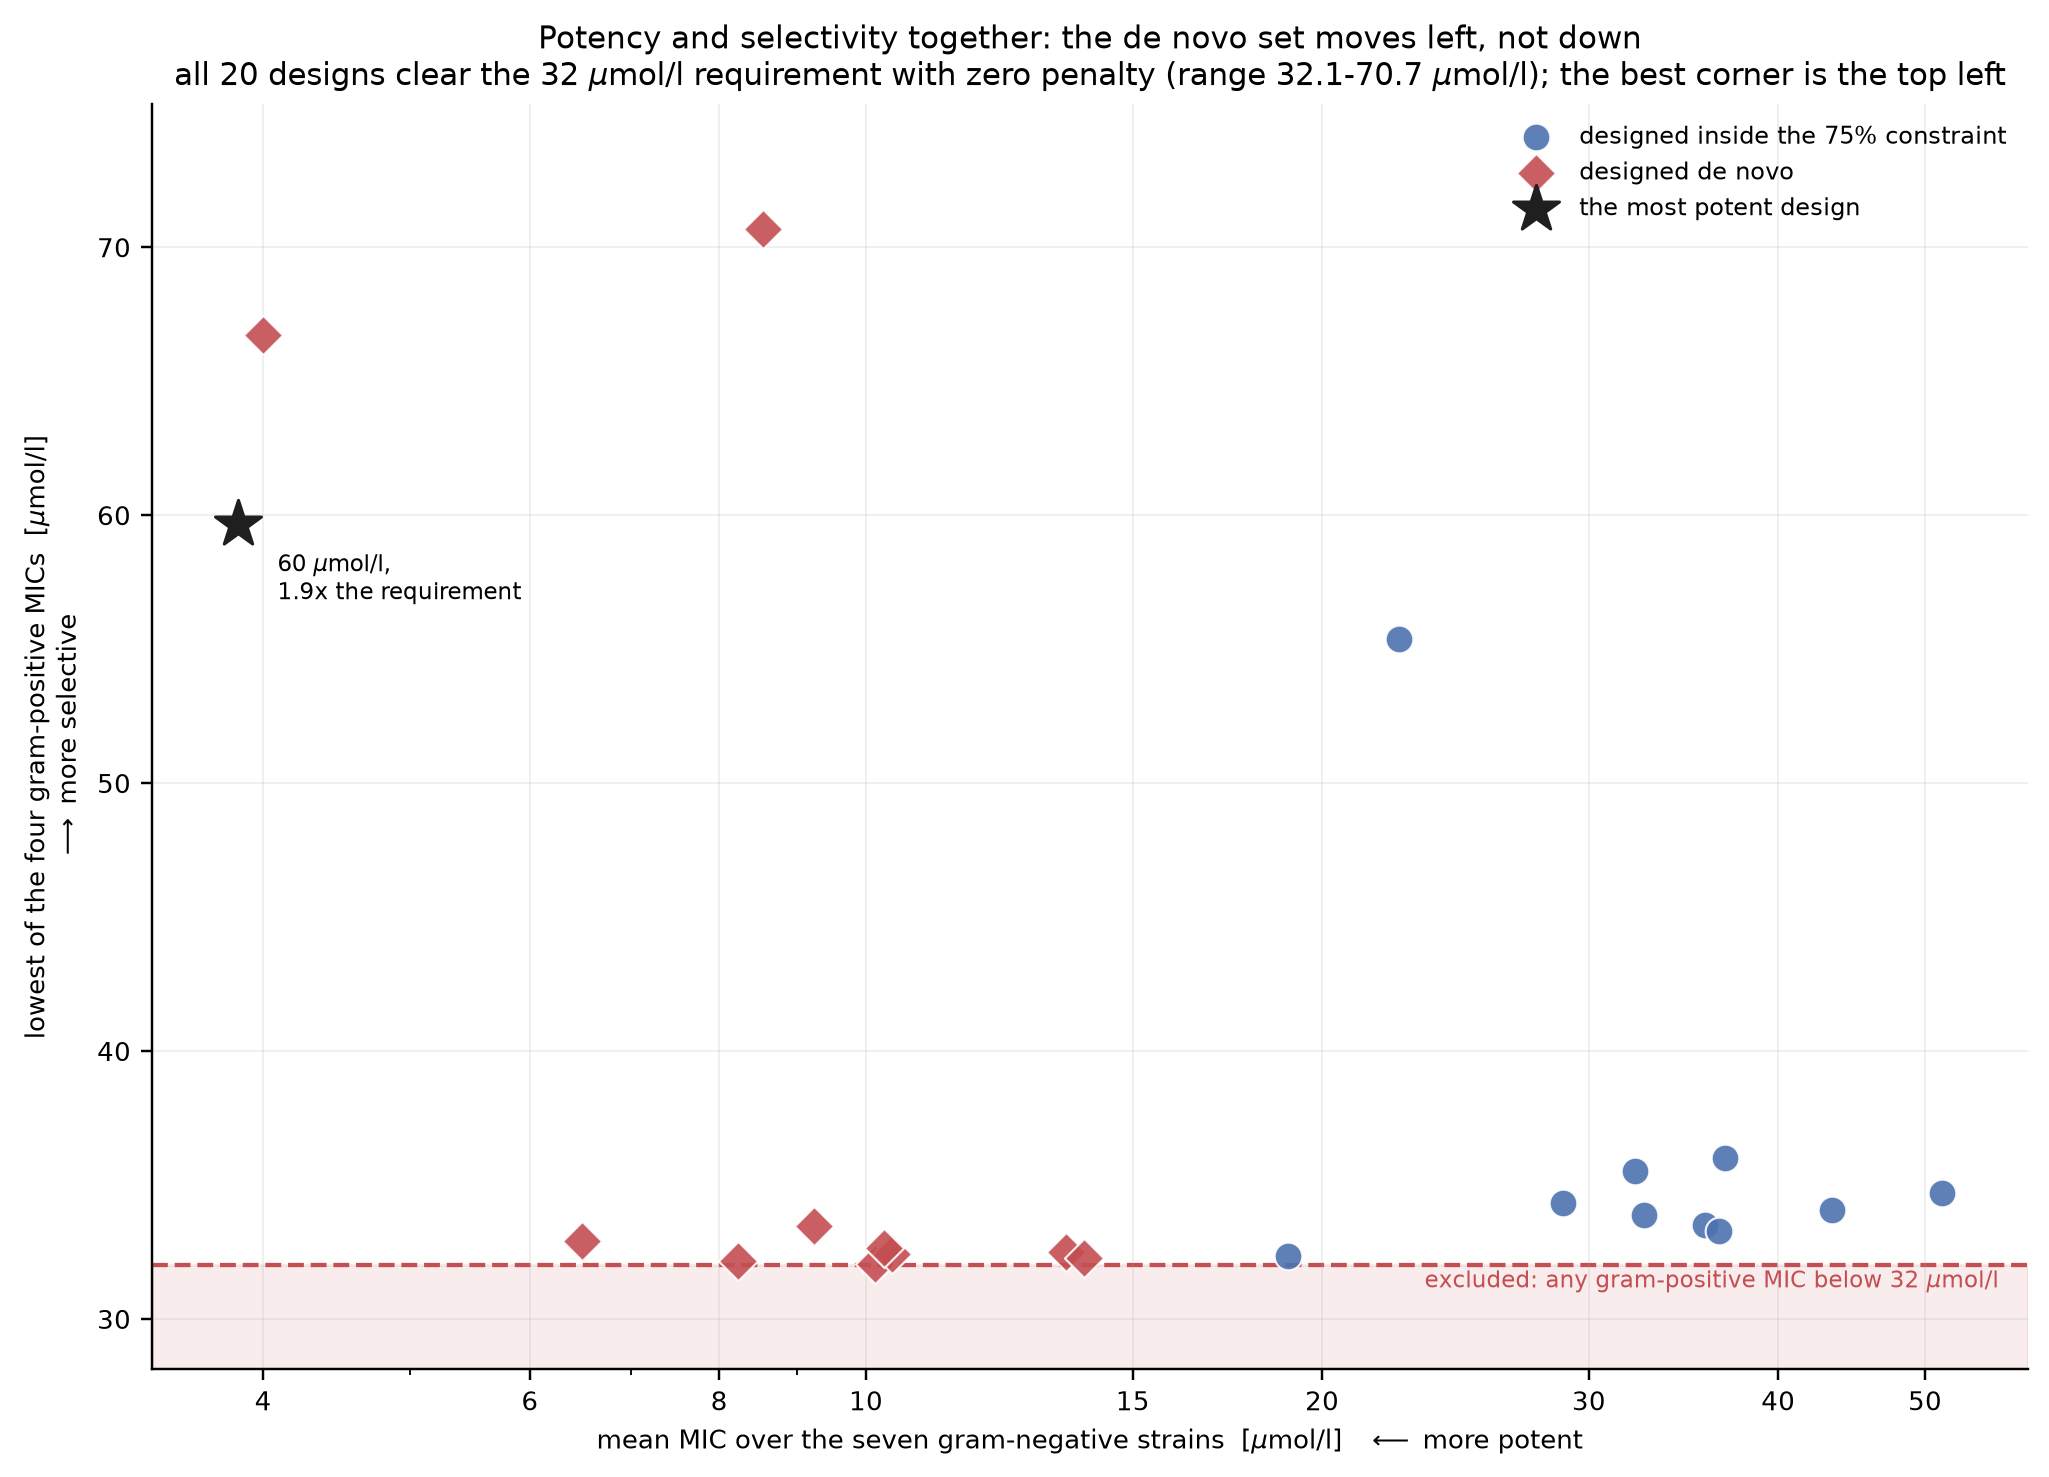 Potency and selectivity together: the de novo set moves left, not down
all 20 designs clear the 32 µmol/l requirement with zero penalty (range 32.1-70.7 µmol/l); the best corner is the top left
designed inside the 75% constraint
designed de novo
the most potent design
70
60
50
40
30
lowest of the four gram-positive MICs [µmol/l]
⟶ more selective
60 µmol/l,
1.9x the requirement
excluded: any gram-positive MIC below 32 µmol/l
4
6
8
10
15
20
30
40
50
mean MIC over the seven gram-negative strains [µmol/l] ⟵ more potent